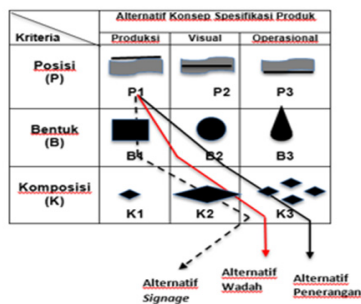 Alternatif Konsep Spesifikasi Produk
Kriteria
Produksi Visual Operasional
Posisi
(P)
P1 P2 P3
Bentuk
(B)
B1 B2 B3
Komposisi
(K)
K1 K2 K3
Alternatif
Signage
Alternatif
Wadah
Alternatif
Penerangan